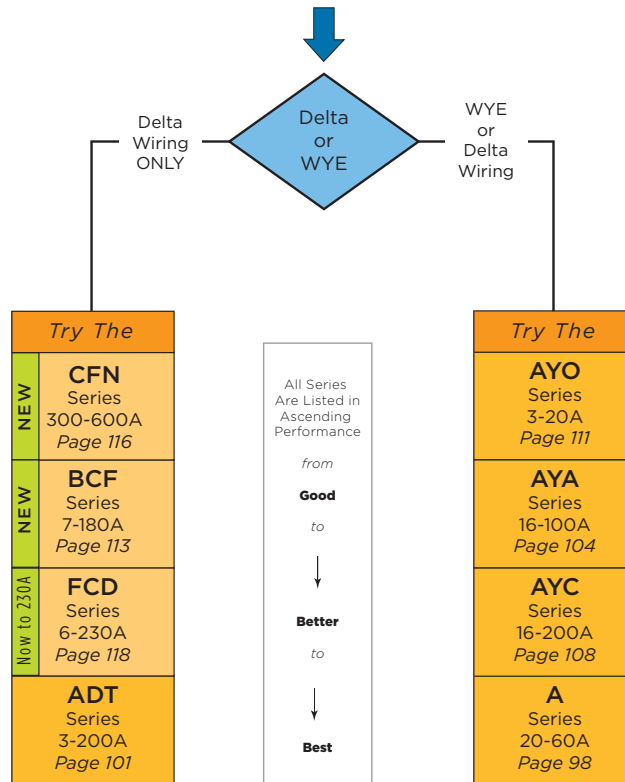 Delta
or
WYE
Delta
Wiring
ONLY
WYE
or
Delta
Wiring
Try The
NEW
CFN
Series
300-600A
Page 116
NEW
BCF
Series
7-180A
Page 113
Now to 230A
FCD
Series
6-230A
Page 118
ADT
Series
3-200A
Page 101
All Series
Are Listed in
Ascending
Performance
from
Good
to
Better
to
Best
Try The
AYO
Series
3-20A
Page 111
AYA
Series
16-100A
Page 104
AYC
Series
16-200A
Page 108
A
Series
20-60A
Page 98